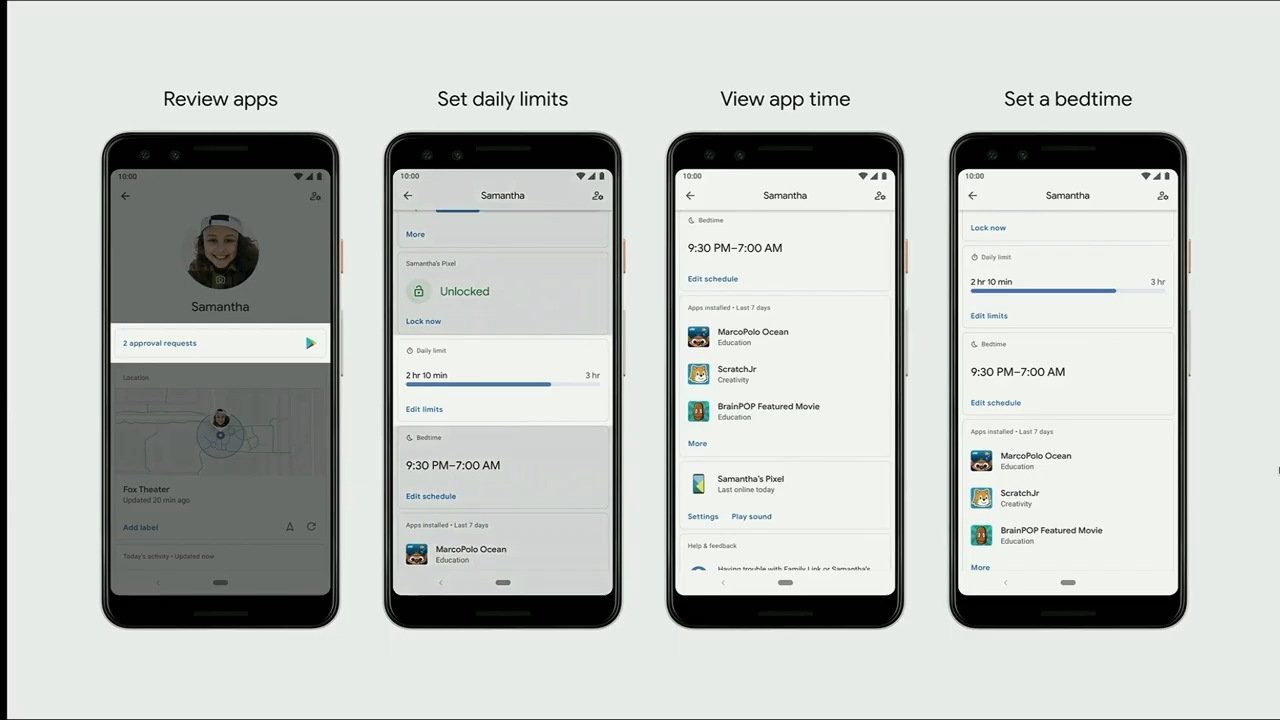 Review apps
10:00
Samantha
2 approval requests
Location
Fox Theater
Updated 20 min ago
Add label
Today's activity • Updated now
Set daily limits
10:00
Samantha
More
Samantha's Pixel
Unlocked
Lock now
Daily limit
2 hr 10 min 3 hr
Edit limits
Bedtime
9:30 PM–7:00 AM
Edit schedule
Apps installed • Last 7 days
MarcoPolo Ocean
Education
View app time
10:00
Samantha
Bedtime
9:30 PM–7:00 AM
Edit schedule
Apps installed • Last 7 days
MarcoPolo Ocean
Education
ScratchJr
Creativity
BrainPOP Featured Movie
Education
More
Samantha's Pixel
Last online today
Settings Play sound
Help & feedback
Having trouble with Family Link or Samantha's
Set a bedtime
10:00
Samantha
Lock now
Daily limit
2 hr 10 min 3 hr
Edit limits
Bedtime
9:30 PM–7:00 AM
Edit schedule
Apps installed • Last 7 days
MarcoPolo Ocean
Education
ScratchJr
Creativity
BrainPOP Featured Movie
Education
More